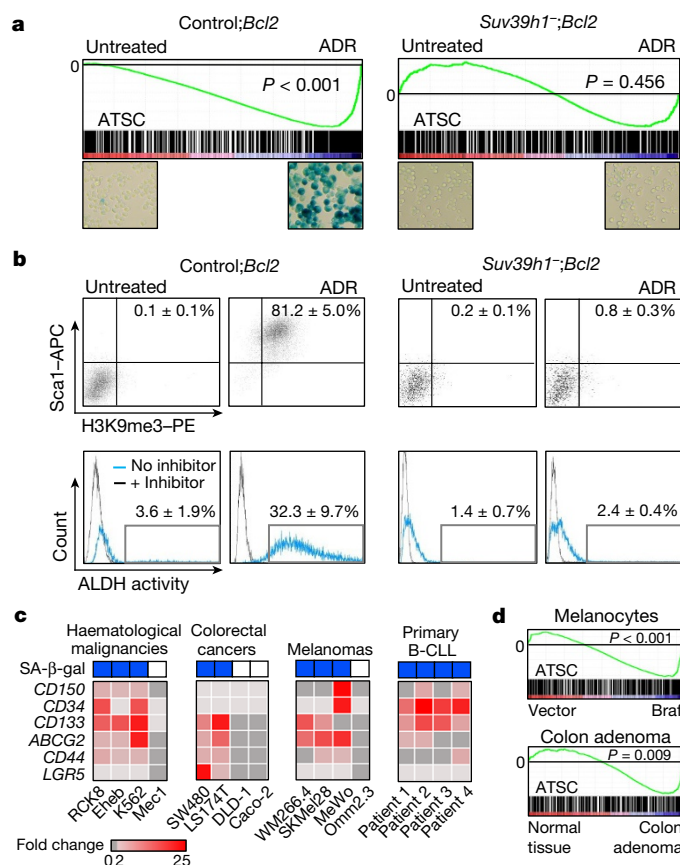 a
Control;Bcl2
Suv39h1⁻;Bcl2
Untreated
ADR
Untreated
ADR
0
P < 0.001
0
P = 0.456
ATSC
ATSC
b
Control;Bcl2
Suv39h1⁻;Bcl2
Untreated
ADR
Untreated
ADR
0.1 ± 0.1%
81.2 ± 5.0%
0.2 ± 0.1%
0.8 ± 0.3%
Sca1–APC
H3K9me3–PE
No inhibitor
+ Inhibitor
3.6 ± 1.9%
32.3 ± 9.7%
1.4 ± 0.7%
2.4 ± 0.4%
Count
ALDH activity
c
Haematological
malignancies
Colorectal
cancers
Melanomas
Primary
B-CLL
SA-β-gal
CD150
CD34
CD133
ABCG2
CD44
LGR5
RCK8
Eheb
K562
Mec1
SW480
LS174T
DLD-1
Caco-2
WM266.4
SKMel28
MeWo
Omm2.3
Patient 1
Patient 2
Patient 3
Patient 4
Fold change
0 2
25
d
Melanocytes
0
P < 0.001
ATSC
Vector
Braf
Colon adenoma
0
P = 0.009
ATSC
Normal
tissue
Colon
adenoma